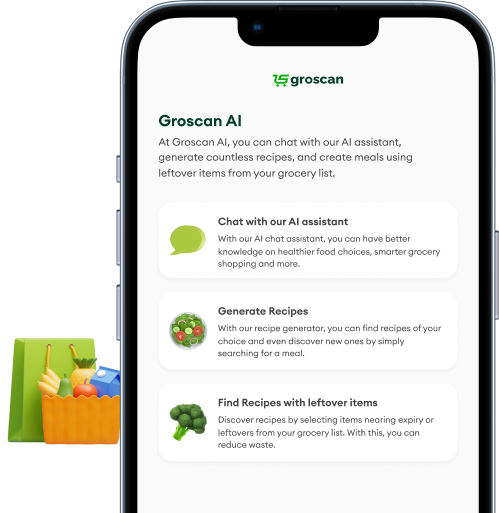 groscan
Groscan AI
At Groscan AI, you can chat with our AI assistant,
generate countless recipes, and create meals using
leftover items from your grocery list.
Chat with our AI assistant
With our AI chat assistant, you can have better
knowledge on healthier food choices, smarter grocery
shopping and more.
Generate Recipes
With our recipe generator, you can find recipes of your
choice and even discover new ones by simply
searching for a meal.
Find Recipes with leftover items
Discover recipes by selecting items nearing expiry or
leftovers from your grocery list. With this, you can
reduce waste.